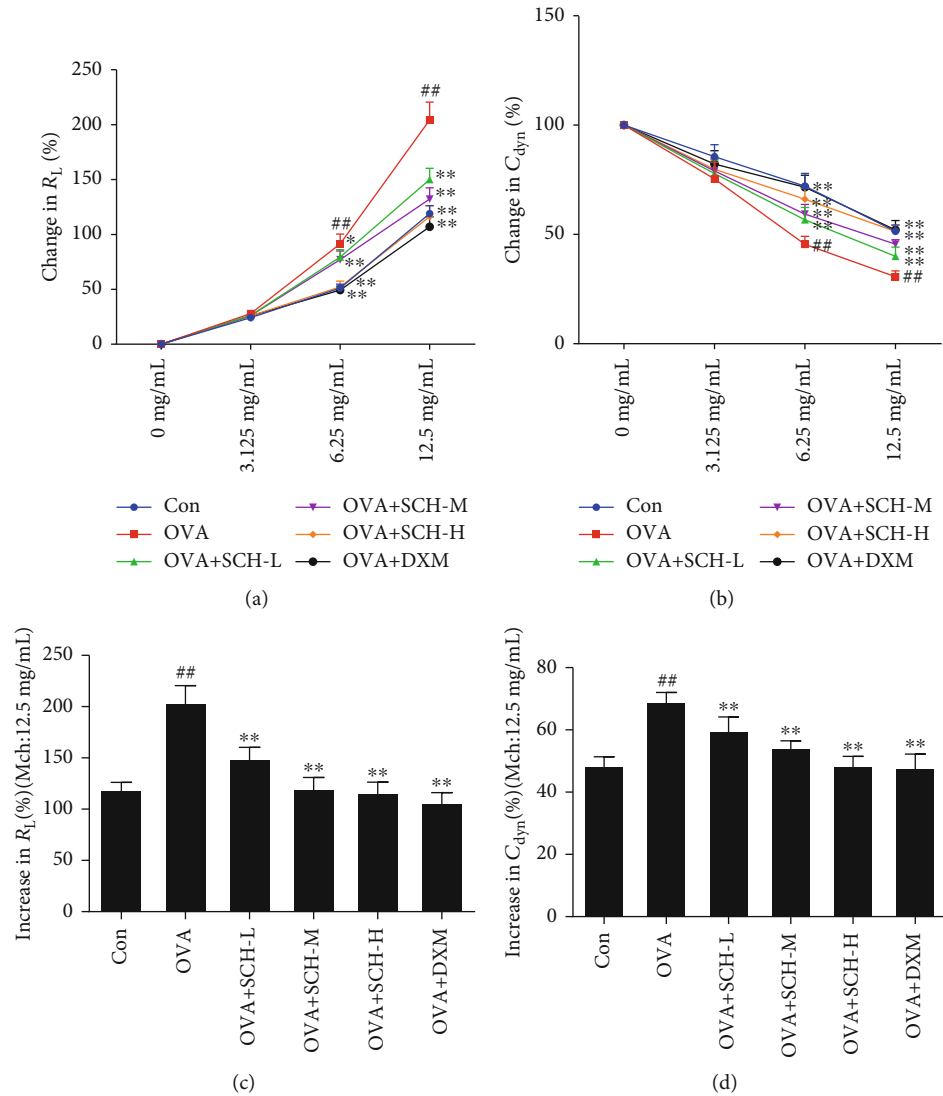 (a)
Change in R_L (%)
250
200
150
100
50
0
##
##
**
**
**
**
*
**
**
**
0 mg/mL
3.125 mg/mL
6.25 mg/mL
12.5 mg/mL
Con
OVA
OVA+SCH-L
OVA+SCH-M
OVA+SCH-H
OVA+DXM
(a)
(b)
Change in C_dyn (%)
150
100
50
0
**
**
**
**
##
**
**
**
**
##
0 mg/mL
3.125 mg/mL
6.25 mg/mL
12.5 mg/mL
Con
OVA
OVA+SCH-L
OVA+SCH-M
OVA+SCH-H
OVA+DXM
(b)
Increase in R_L(%)(Mch:12.5 mg/mL)
250
200
150
100
50
0
##
**
**
**
**
Con
OVA
OVA+SCH-L
OVA+SCH-M
OVA+SCH-H
OVA+DXM
(c)
Increase in C_dyn(%)(Mch:12.5 mg/mL)
80
60
40
20
0
##
**
**
**
**
Con
OVA
OVA+SCH-L
OVA+SCH-M
OVA+SCH-H
OVA+DXM
(d)